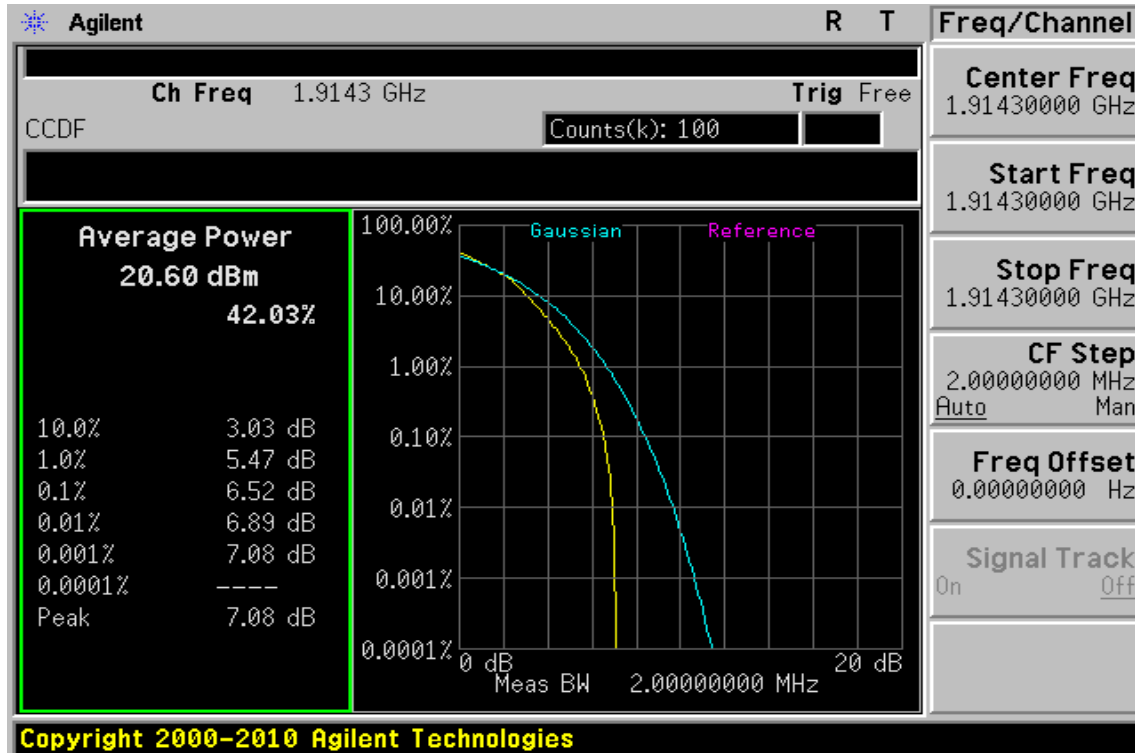 Agilent R T
Freq/Channel
Ch Freq 1.9143 GHz Trig Free
CCDF Counts(k): 100
Average Power
20.60 dBm
42.03%
10.0% 3.03 dB
1.0% 5.47 dB
0.1% 6.52 dB
0.01% 6.89 dB
0.001% 7.08 dB
0.0001% ----
Peak 7.08 dB
Gaussian Reference
100.00%
10.00%
1.00%
0.10%
0.01%
0.001%
0.0001%
0 dB 20 dB
Meas BW 2.00000000 MHz
Center Freq
1.91430000 GHz
Start Freq
1.91430000 GHz
Stop Freq
1.91430000 GHz
CF Step
2.00000000 MHz
Auto Man
Freq Offset
0.00000000 Hz
Signal Track
On Off
Copyright 2000-2010 Agilent Technologies